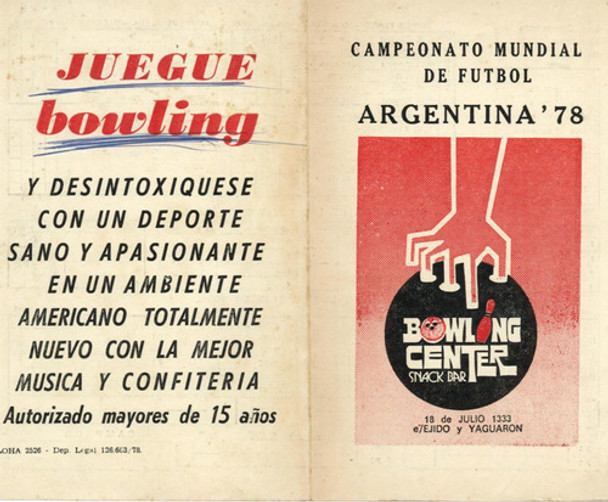 JUEGUE
bowling
Y DESINTOXIQUESE
CON UN DEPORTE
SANO Y APASIONANTE
EN UN AMBIENTE
AMERICANO TOTALMENTE
NUEVO CON LA MEJOR
MUSICA Y CONFITERIA
Autorizado mayores de 15 años
LOHA 2526 - Dep. Legal 126.663/78.
CAMPEONATO MUNDIAL
DE FUTBOL
ARGENTINA '78
BOWLING
CENTER
SNACK BAR
18 de JULIO 1333
e/EJIDO y YAGUARON